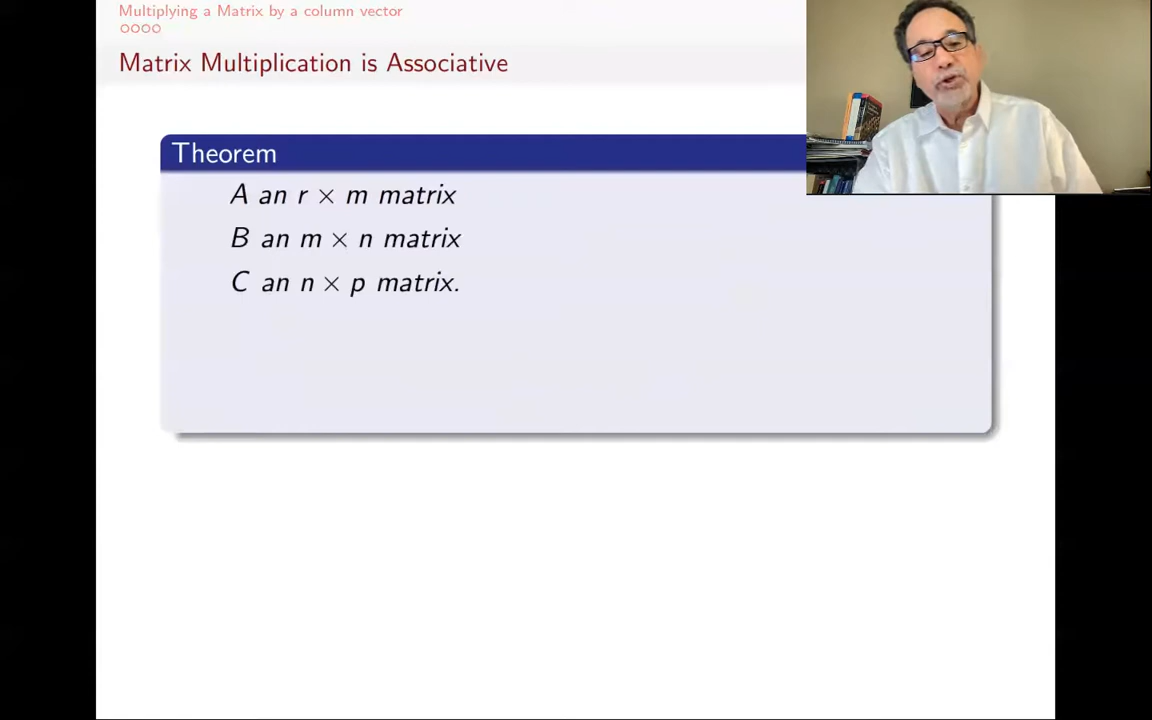 Multiplying a Matrix by a column vector
Matrix Multiplication is Associative
Theorem
A an r × m matrix
B an m × n matrix
C an n × p matrix.